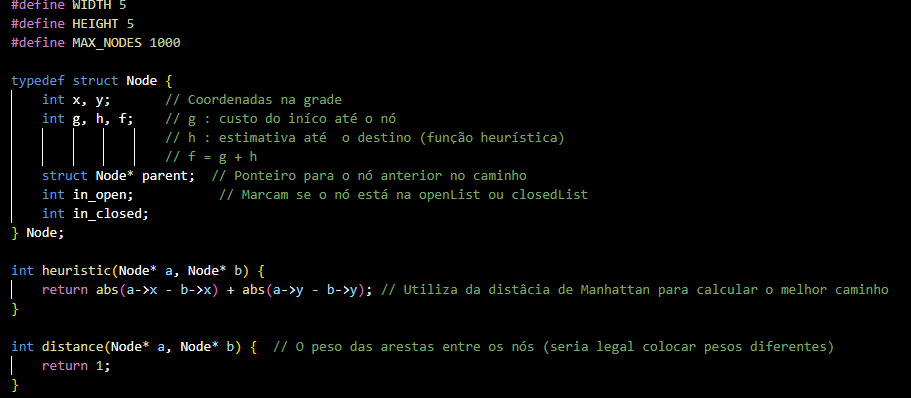 #define WIDTH 5
#define HEIGHT 5
#define MAX_NODES 1000
typedef struct Node {
int x, y; // Coordenadas na grade
int g, h, f; // g : custo do iníco até o nó
// h : estimativa até o destino (função heurística)
// f = g + h
struct Node* parent; // Ponteiro para o nó anterior no caminho
int in_open; // Marcam se o nó está na openList ou closedList
int in_closed;
} Node;
int heuristic(Node* a, Node* b) {
return abs(a->x - b->x) + abs(a->y - b->y); // Utiliza da distâcia de Manhattan para calcular o melhor caminho
}
int distance(Node* a, Node* b) { // O peso das arestas entre os nós (seria legal colocar pesos diferentes)
return 1;
}